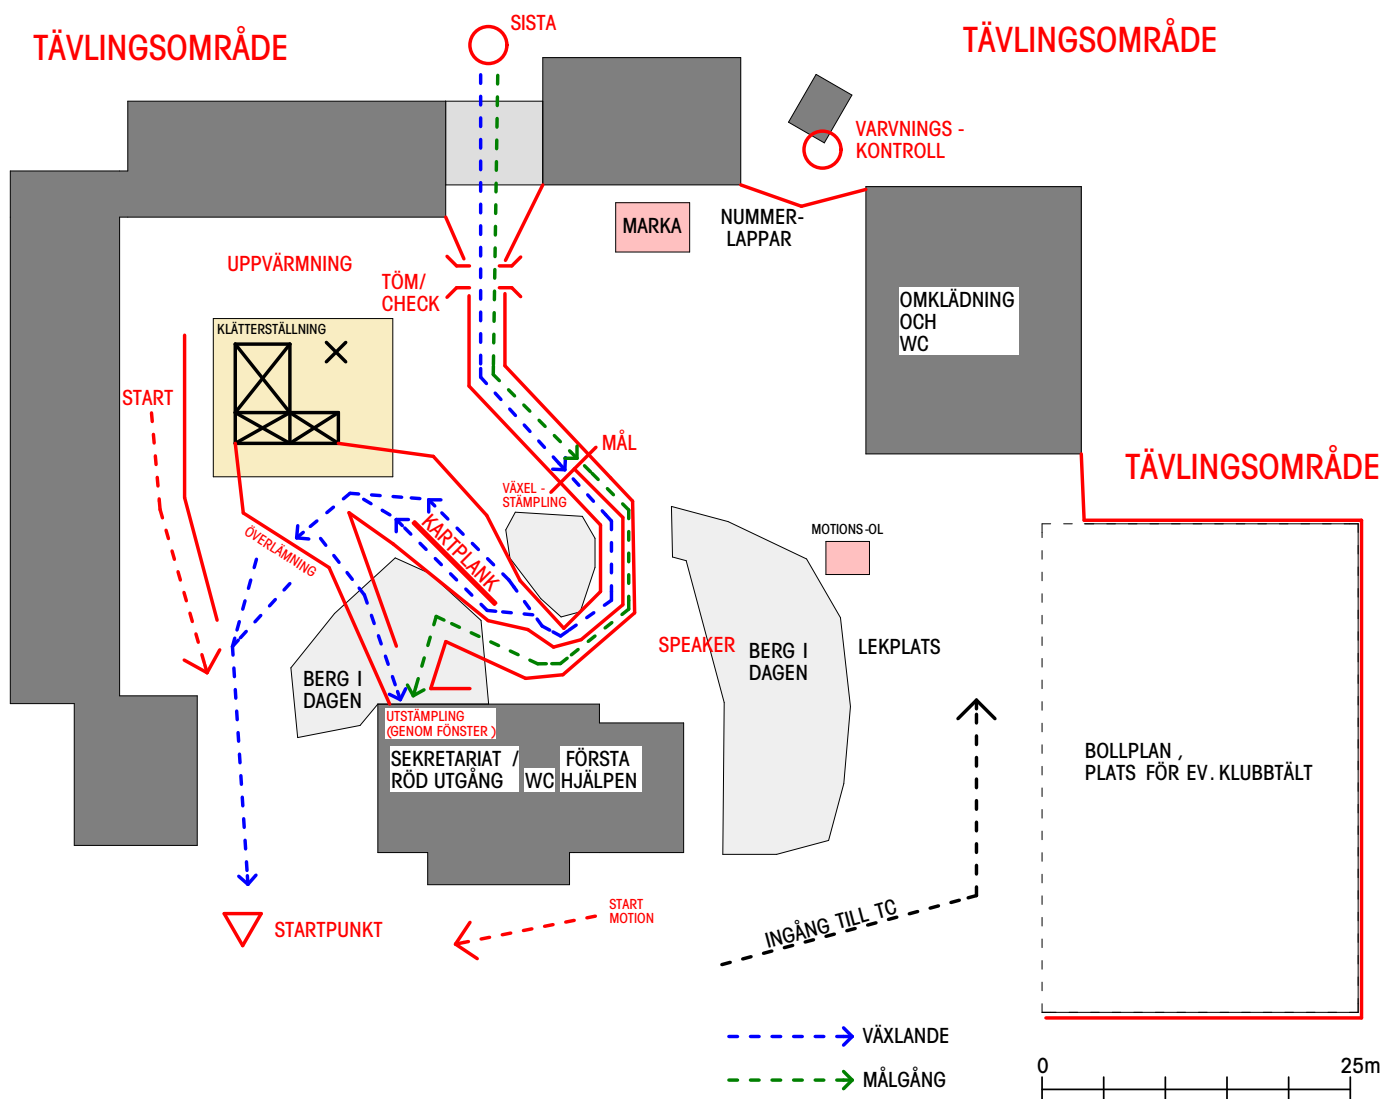 SISTA
TÄVLINGSOMRÅDE
TÄVLINGSOMRÅDE
VARVNINGS -
KONTROLL
MARKA
NUMMER-
LAPPAR
UPPVÄRMNING
TÖM/
CHECK
OMKLÄDNING
OCH
WC
KLÄTTERSTÄLLNING
START
MÅL
TÄVLINGSOMRÅDE
VÄXEL -
STÄMPLING
KARTPLANK
ÖVERLÄMNING
MOTIONS-OL
SPEAKER
BERG I
DAGEN
LEKPLATS
BERG I
DAGEN
UTSTÄMPLING
(GENOM FÖNSTER )
SEKRETARIAT /
RÖD UTGÅNG
WC
FÖRSTA
HJÄLPEN
BOLLPLAN ,
PLATS FÖR EV. KLUBBTÄLT
START
MOTION
STARTPUNKT
INGÅNG TILL TC
VÄXLANDE
MÅLGÅNG
0
25m